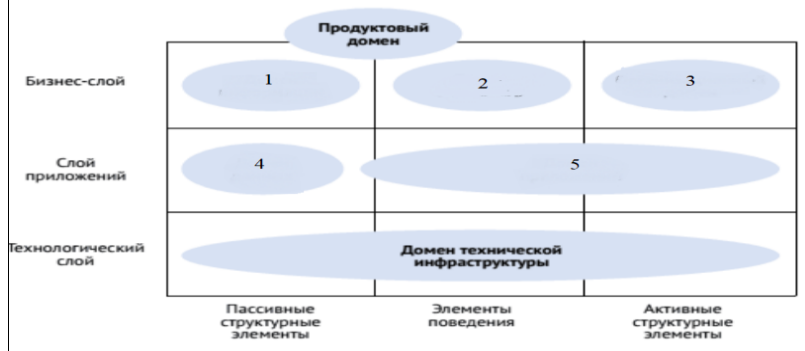 Продуктовый
домен
Бизнес-слой
1
2
3
Слой
приложений
4
5
Технологический
слой
Домен технической
инфраструктуры
Пассивные
структурные
элементы
Элементы
поведения
Активные
структурные
элементы